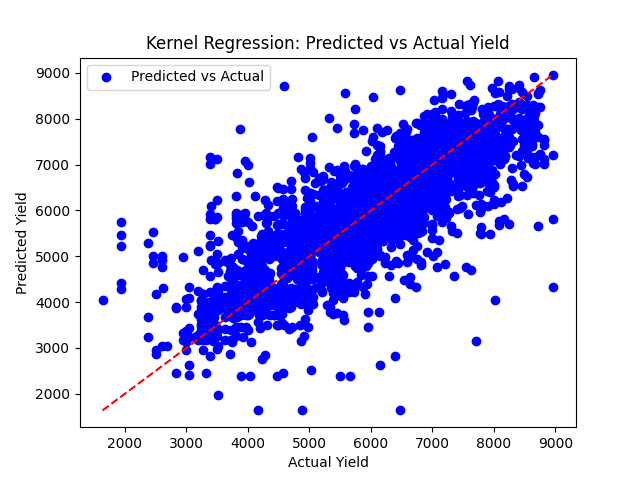 Kernel Regression: Predicted vs Actual Yield
Predicted vs Actual
9000
8000
7000
6000
5000
4000
3000
2000
Predicted Yield
2000 3000 4000 5000 6000 7000 8000 9000
Actual Yield